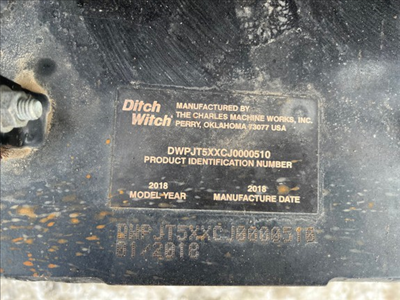 Ditch
Witch
MANUFACTURED BY
THE CHARLES MACHINE WORKS, INC.
PERRY, OKLAHOMA 73077 USA
DWPJT5XXCJ0000510
PRODUCT IDENTIFICATION NUMBER
2018
MODEL YEAR
2018
MANUFACTURE DATE
DWPJT5XXCJ0000510
01/2018